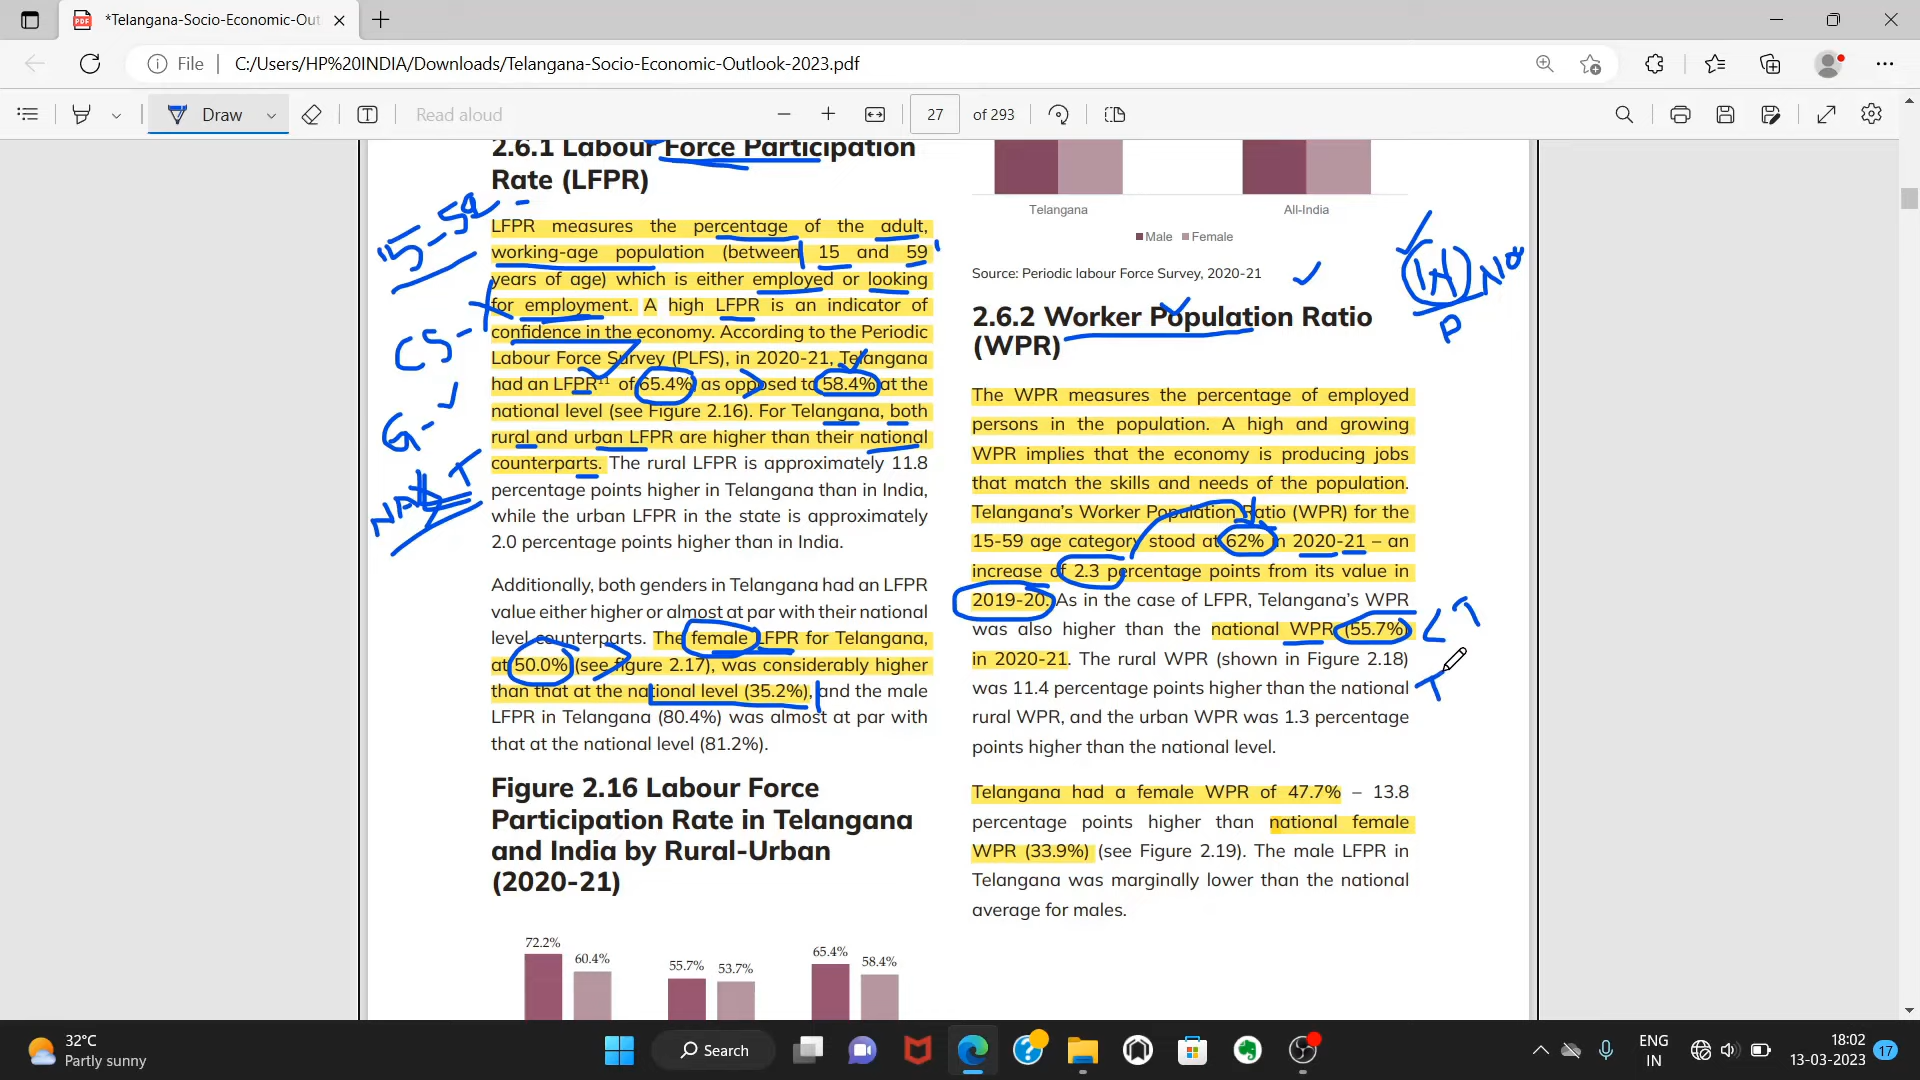 *Telangana-Socio-Economic-Out
File
C:/Users/HP%20INDIA/Downloads/Telangana-Socio-Economic-Outlook-2023.pdf
Draw
Read aloud
27
of 293
2.6.1 Labour Force Participation
Rate (LFPR)
15-59 -
LFPR measures the percentage of the adult,
working-age population (between 15 and 59
years of age) which is either employed or looking
for employment. A high LFPR is an indicator of
confidence in the economy. According to the Periodic
Labour Force Survey (PLFS), in 2020-21, Telangana
had an LFPR¹¹ of 65.4% as opposed to 58.4% at the
national level (see Figure 2.16). For Telangana, both
rural and urban LFPR are higher than their national
counterparts. The rural LFPR is approximately 11.8
percentage points higher in Telangana than in India,
while the urban LFPR in the state is approximately
2.0 percentage points higher than in India.
CS -
G -
T
Additionally, both genders in Telangana had an LFPR
value either higher or almost at par with their national
level counterparts. The female LFPR for Telangana,
at 50.0% (see figure 2.17), was considerably higher
than that at the national level (35.2%), and the male
LFPR in Telangana (80.4%) was almost at par with
that at the national level (81.2%).
Figure 2.16 Labour Force
Participation Rate in Telangana
and India by Rural-Urban
(2020-21)
72.2%
60.4%
55.7%
53.7%
65.4%
58.4%
Telangana
All-India
Male
Female
Source: Periodic labour Force Survey, 2020-21
P
2.6.2 Worker Population Ratio
(WPR)
The WPR measures the percentage of employed
persons in the population. A high and growing
WPR implies that the economy is producing jobs
that match the skills and needs of the population.
Telangana's Worker Population Ratio (WPR) for the
15-59 age category stood at 62% in 2020-21 – an
increase of 2.3 percentage points from its value in
2019-20. As in the case of LFPR, Telangana's WPR
was also higher than the national WPR (55.7%)
in 2020-21. The rural WPR (shown in Figure 2.18)
was 11.4 percentage points higher than the national
rural WPR, and the urban WPR was 1.3 percentage
points higher than the national level.
< T
T
Telangana had a female WPR of 47.7% – 13.8
percentage points higher than national female
WPR (33.9%) (see Figure 2.19). The male LFPR in
Telangana was marginally lower than the national
average for males.
32°C
Partly sunny
Search
ENG
IN
18:02
13-03-2023
17